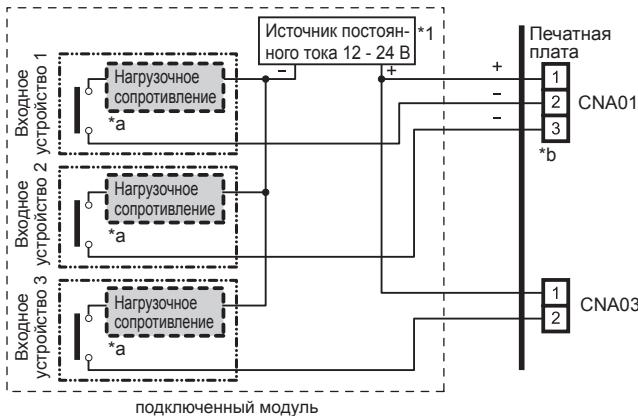 Источник постоян-
ного тока 12 - 24 В
*1
Печатная
плата
Входное
устройство 1
Нагрузочное
сопротивление
*a
–
+
+
–
–
1
2
3
CNA01
*b
Входное
устройство 2
Нагрузочное
сопротивление
*a
Входное
устройство 3
Нагрузочное
сопротивление
*a
1
2
CNA03
подключенный модуль